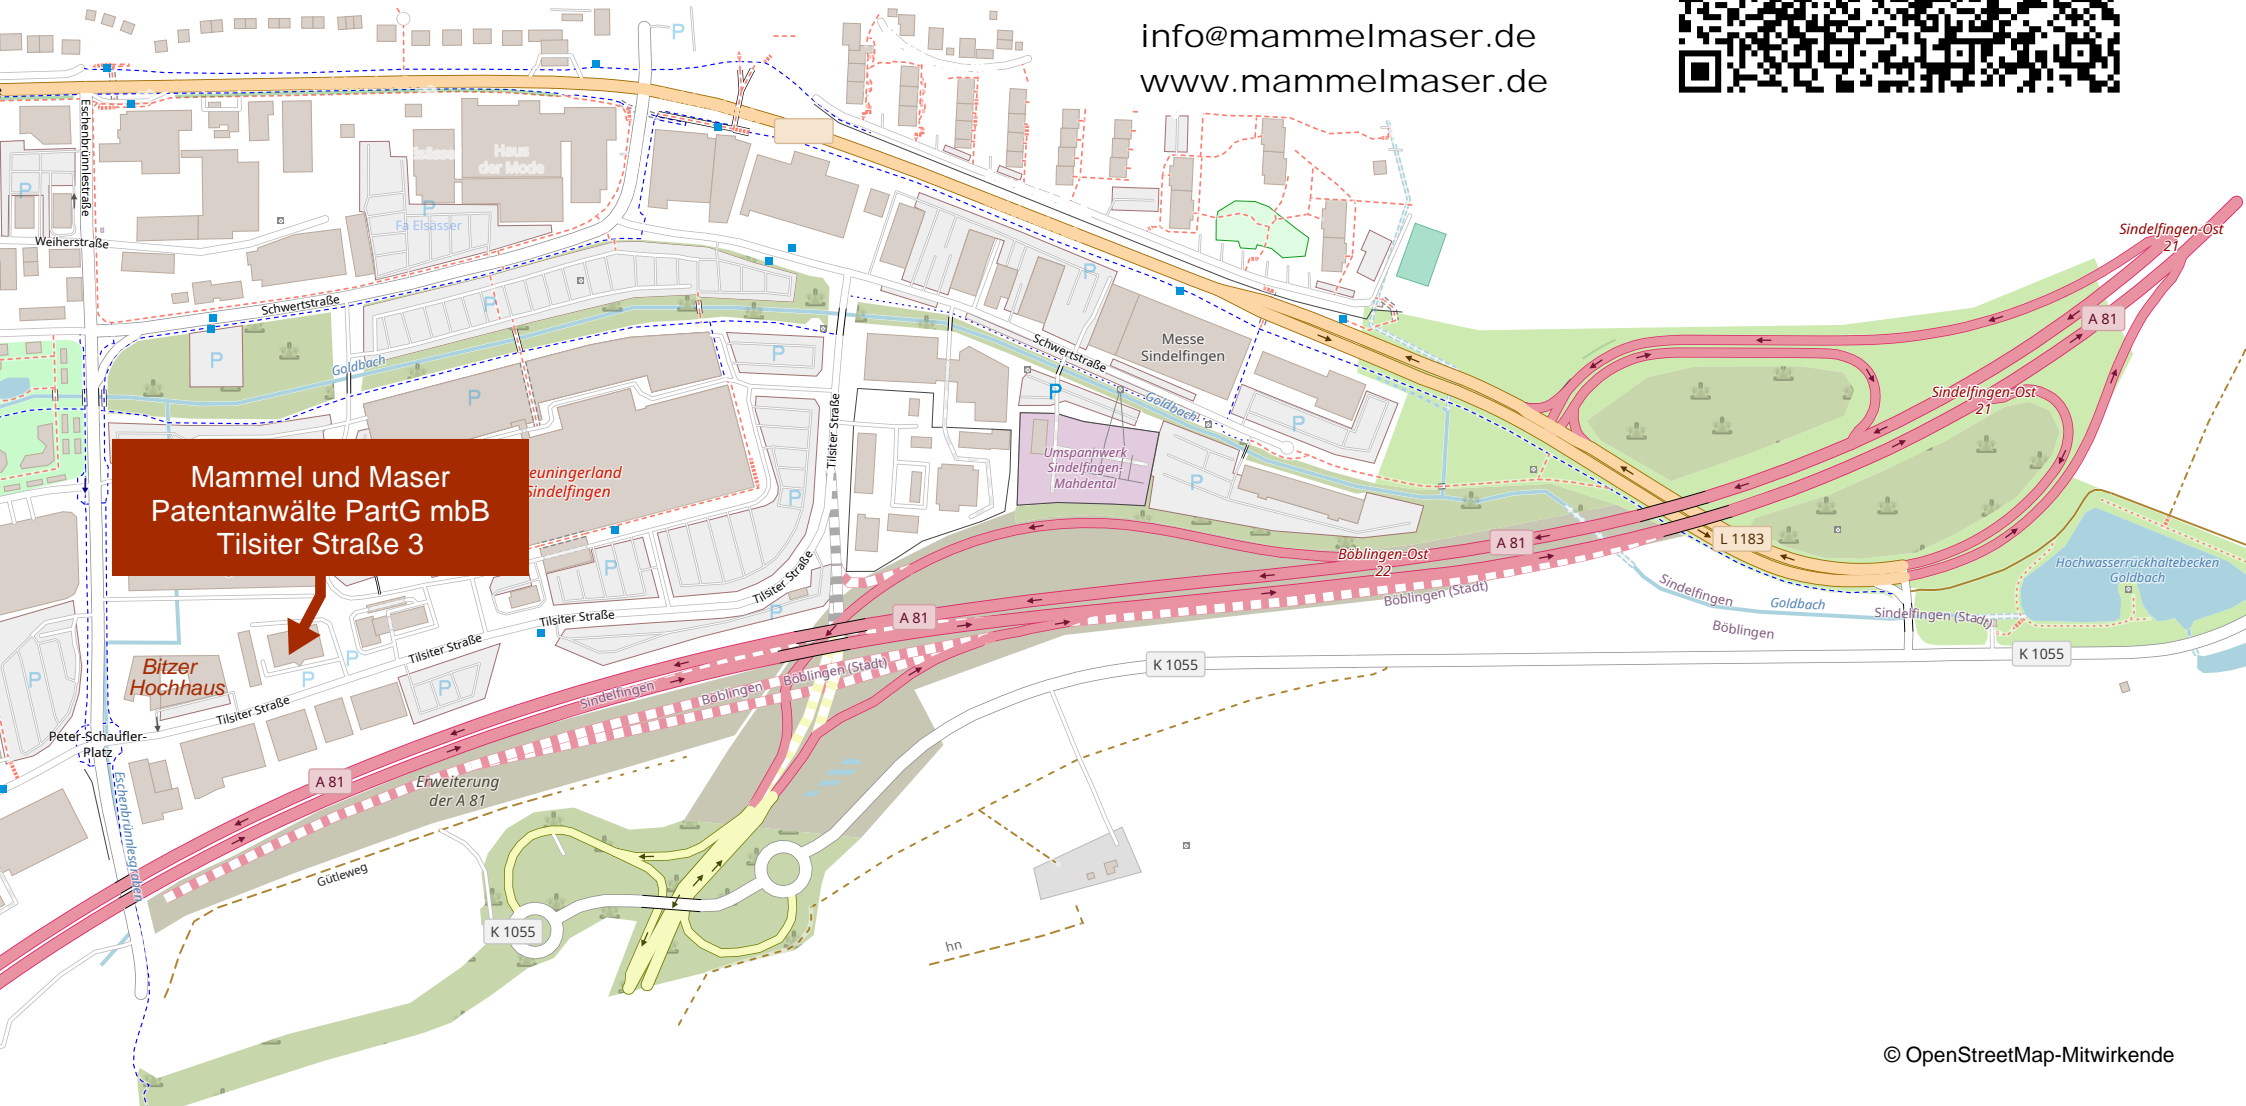 info@mammelmaser.de
www.mammelmaser.de
Eschenbrünnlestraße
Haus
der Mode
P
P
P
Fa Elsässer
Weiherstraße
Sindelfingen-Ost
21
P
Schwertstraße
P
A 81
Messe
Sindelfingen
Schwertstraße
P
P
Goldbach
P
P
Tilsiter Straße
Goldbach
Sindelfingen-Ost
21
P
P
Mammel und Maser
Patentanwälte PartG mbB
Tilsiter Straße 3
euningerland
Sindelfingen
P
Umspannwerk
Sindelfingen-
Mahdental
P
A 81
L 1183
Böblingen-Ost
22
P
Tilsiter Straße
P
Hochwasserrückhaltebecken
Goldbach
Böblingen (Stadt)
Sindelfingen
Goldbach
Sindelfingen (Stadt)
Böblingen
A 81
Tilsiter Straße
Tilsiter Straße
P
K 1055
K 1055
Bitzer
Hochhaus
P
P
P
Böblingen (Stadt)
Sindelfingen
Böblingen
Tilsiter Straße
Peter-Schaufler-
Platz
A 81
Erweiterung
der A 81
Eschenbrünnlesgraben
Gütleweg
K 1055
hn
© OpenStreetMap-Mitwirkende